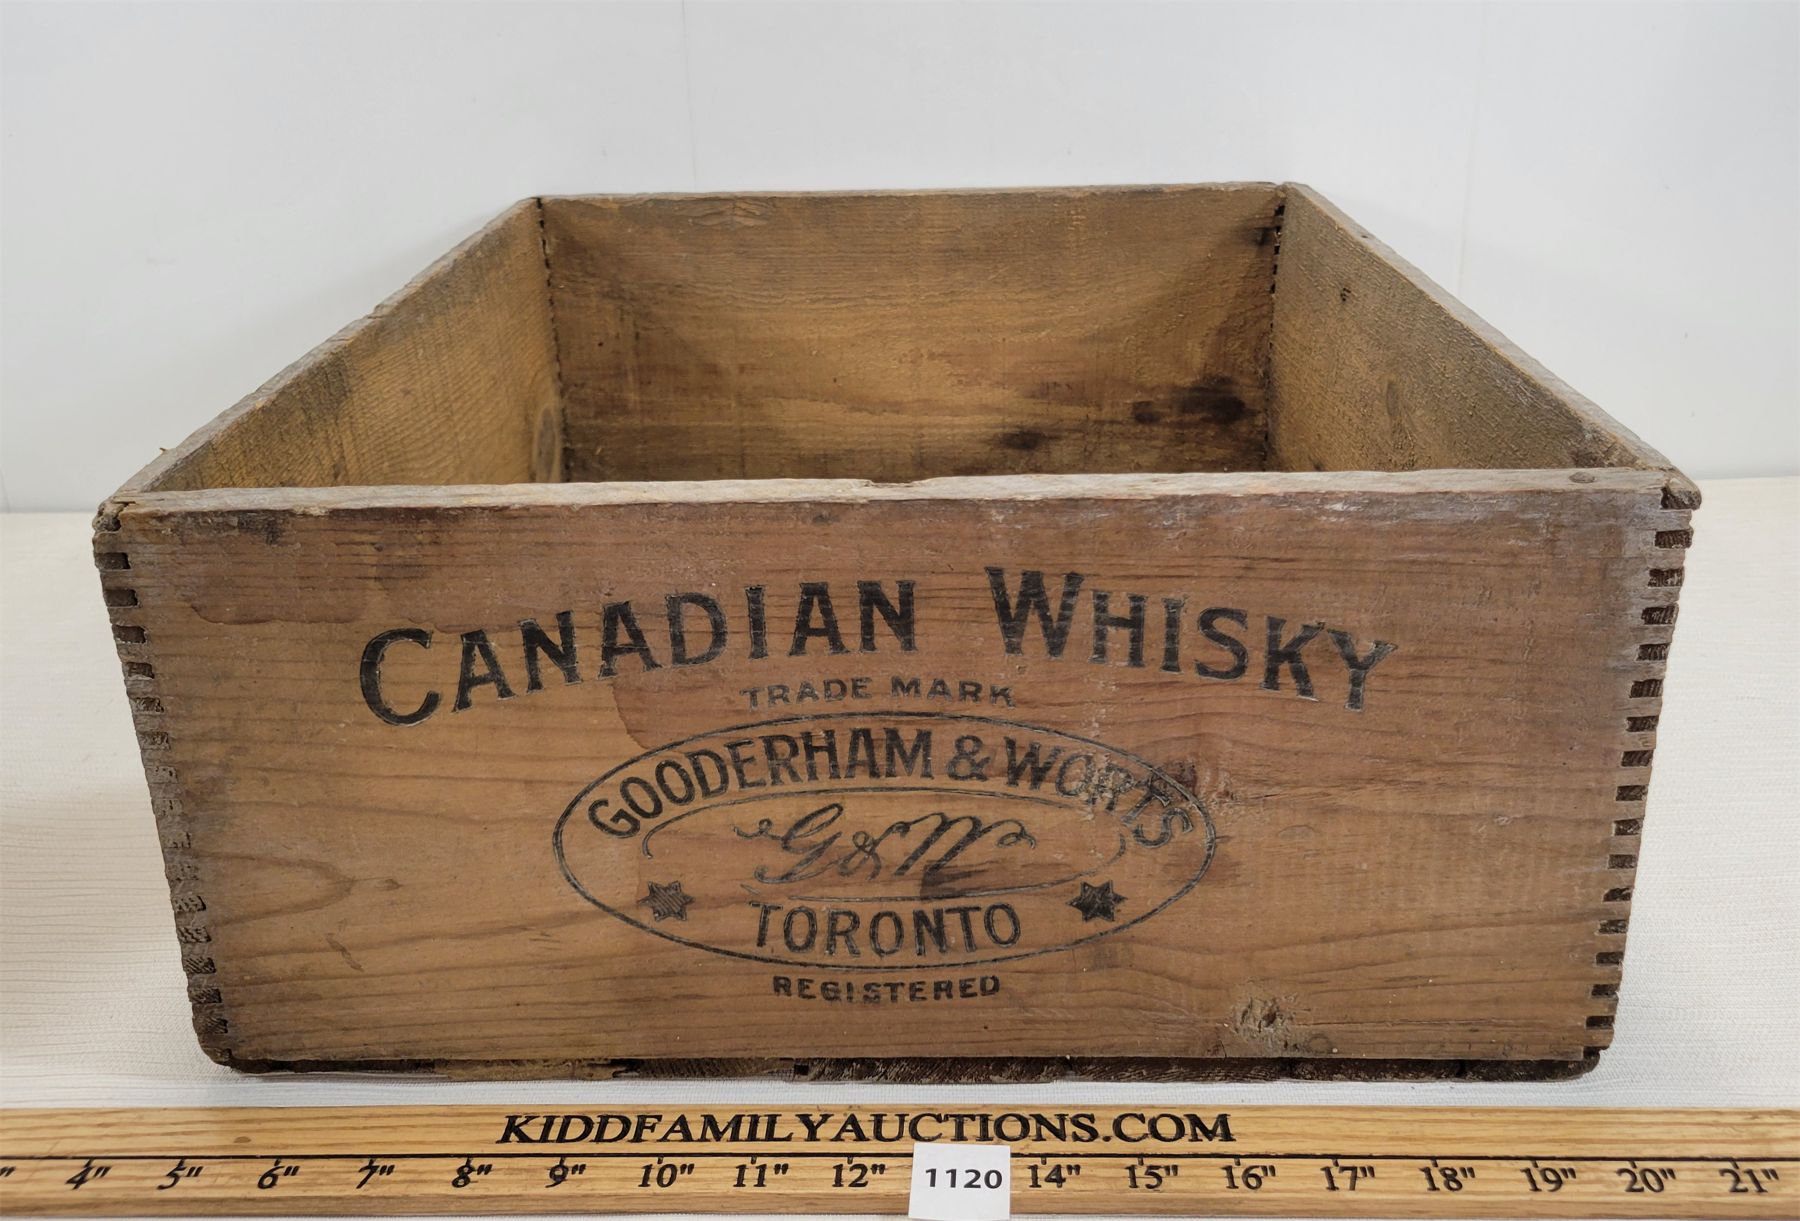 CANADIAN WHISKY
TRADE MARK
GOODERHAM & WORTS
G&W
TORONTO
REGISTERED
KIDDFAMILYAUCTIONS.COM
4" 5" 6" 7" 8" 9" 10" 11" 12" 1120 14" 15" 16" 17" 18" 19" 20" 21"